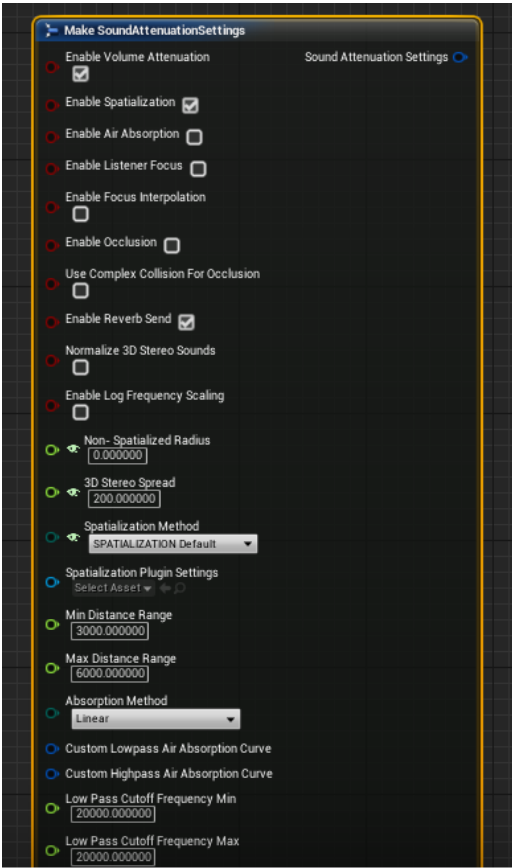 Make SoundAttenuationSettings
Enable Volume Attenuation
Sound Attenuation Settings
Enable Spatialization
Enable Air Absorption
Enable Listener Focus
Enable Focus Interpolation
Enable Occlusion
Use Complex Collision For Occlusion
Enable Reverb Send
Normalize 3D Stereo Sounds
Enable Log Frequency Scaling
Non- Spatialized Radius
0.000000
3D Stereo Spread
200.000000
Spatialization Method
SPATIALIZATION Default
Spatialization Plugin Settings
Select Asset
Min Distance Range
3000.000000
Max Distance Range
6000.000000
Absorption Method
Linear
Custom Lowpass Air Absorption Curve
Custom Highpass Air Absorption Curve
Low Pass Cutoff Frequency Min
20000.000000
Low Pass Cutoff Frequency Max
20000.000000